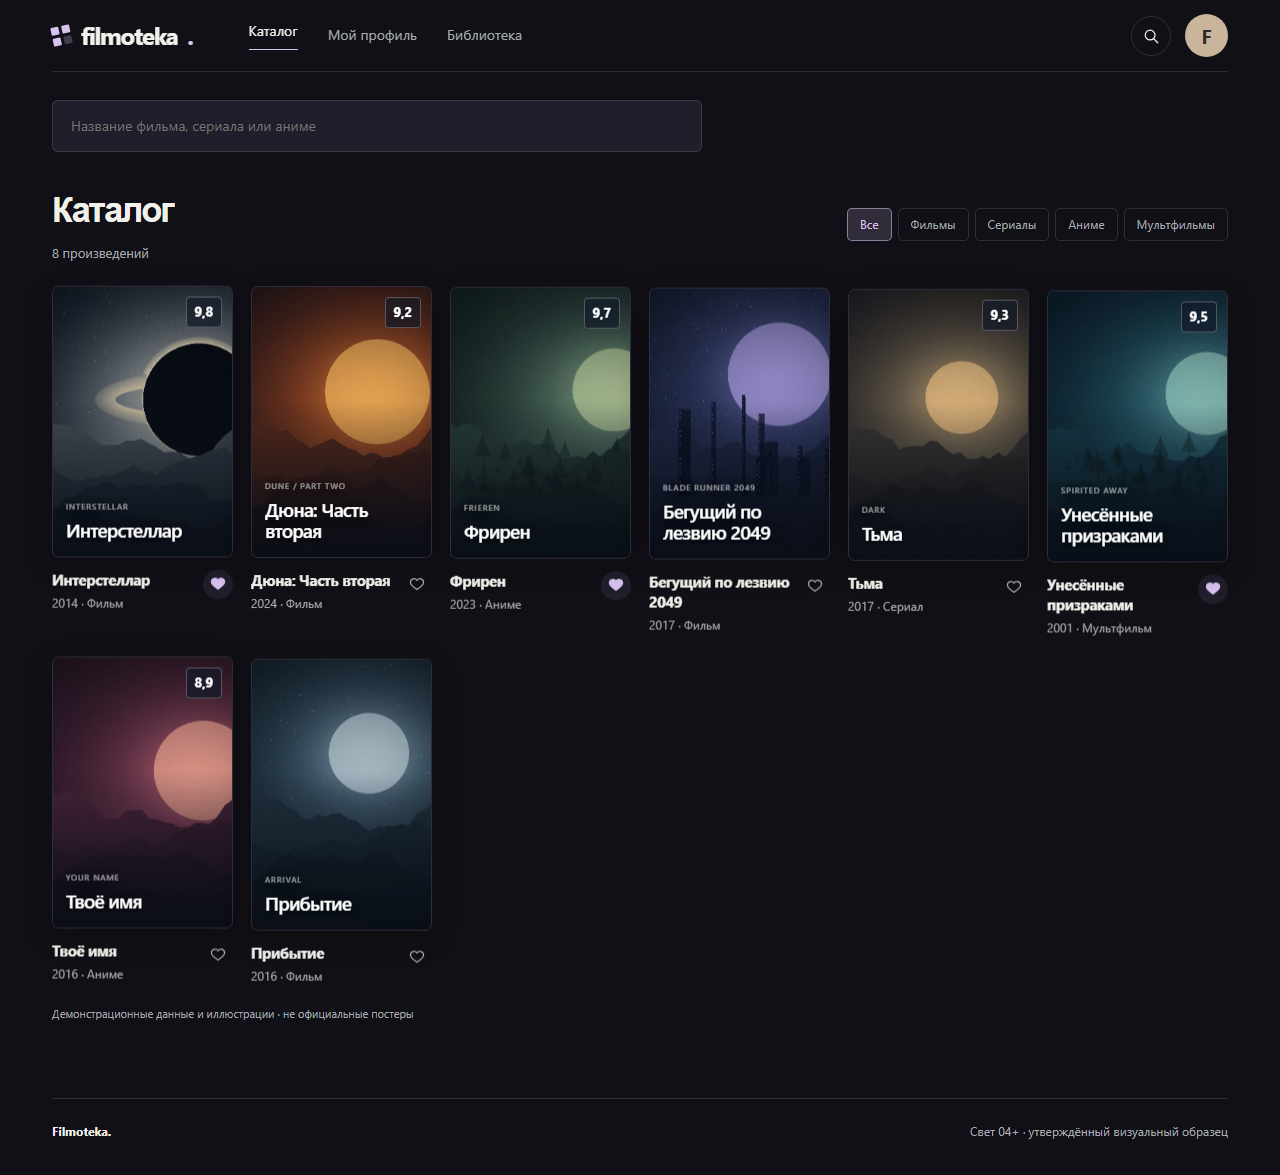 filmoteka .
Каталог
Мой профиль
Библиотека
F
Название фильма, сериала или аниме
Каталог
8 произведений
Все
Фильмы
Сериалы
Аниме
Мультфильмы
9,8
INTERSTELLAR
Интерстеллар
Интерстеллар
2014 · Фильм
9,2
DUNE / PART TWO
Дюна: Часть
вторая
Дюна: Часть вторая
2024 · Фильм
9,7
FRIEREN
Фрирен
Фрирен
2023 · Аниме
BLADE RUNNER 2049
Бегущий по
лезвию 2049
Бегущий по лезвию
2049
2017 · Фильм
9,3
DARK
Тьма
Тьма
2017 · Сериал
9,5
SPIRITED AWAY
Унесённые
призраками
Унесённые
призраками
2001 · Мультфильм
8,9
YOUR NAME
Твоё имя
Твоё имя
2016 · Аниме
ARRIVAL
Прибытие
Прибытие
2016 · Фильм
Демонстрационные данные и иллюстрации · не официальные постеры
Filmoteka.
Свет 04+ · утверждённый визуальный образец